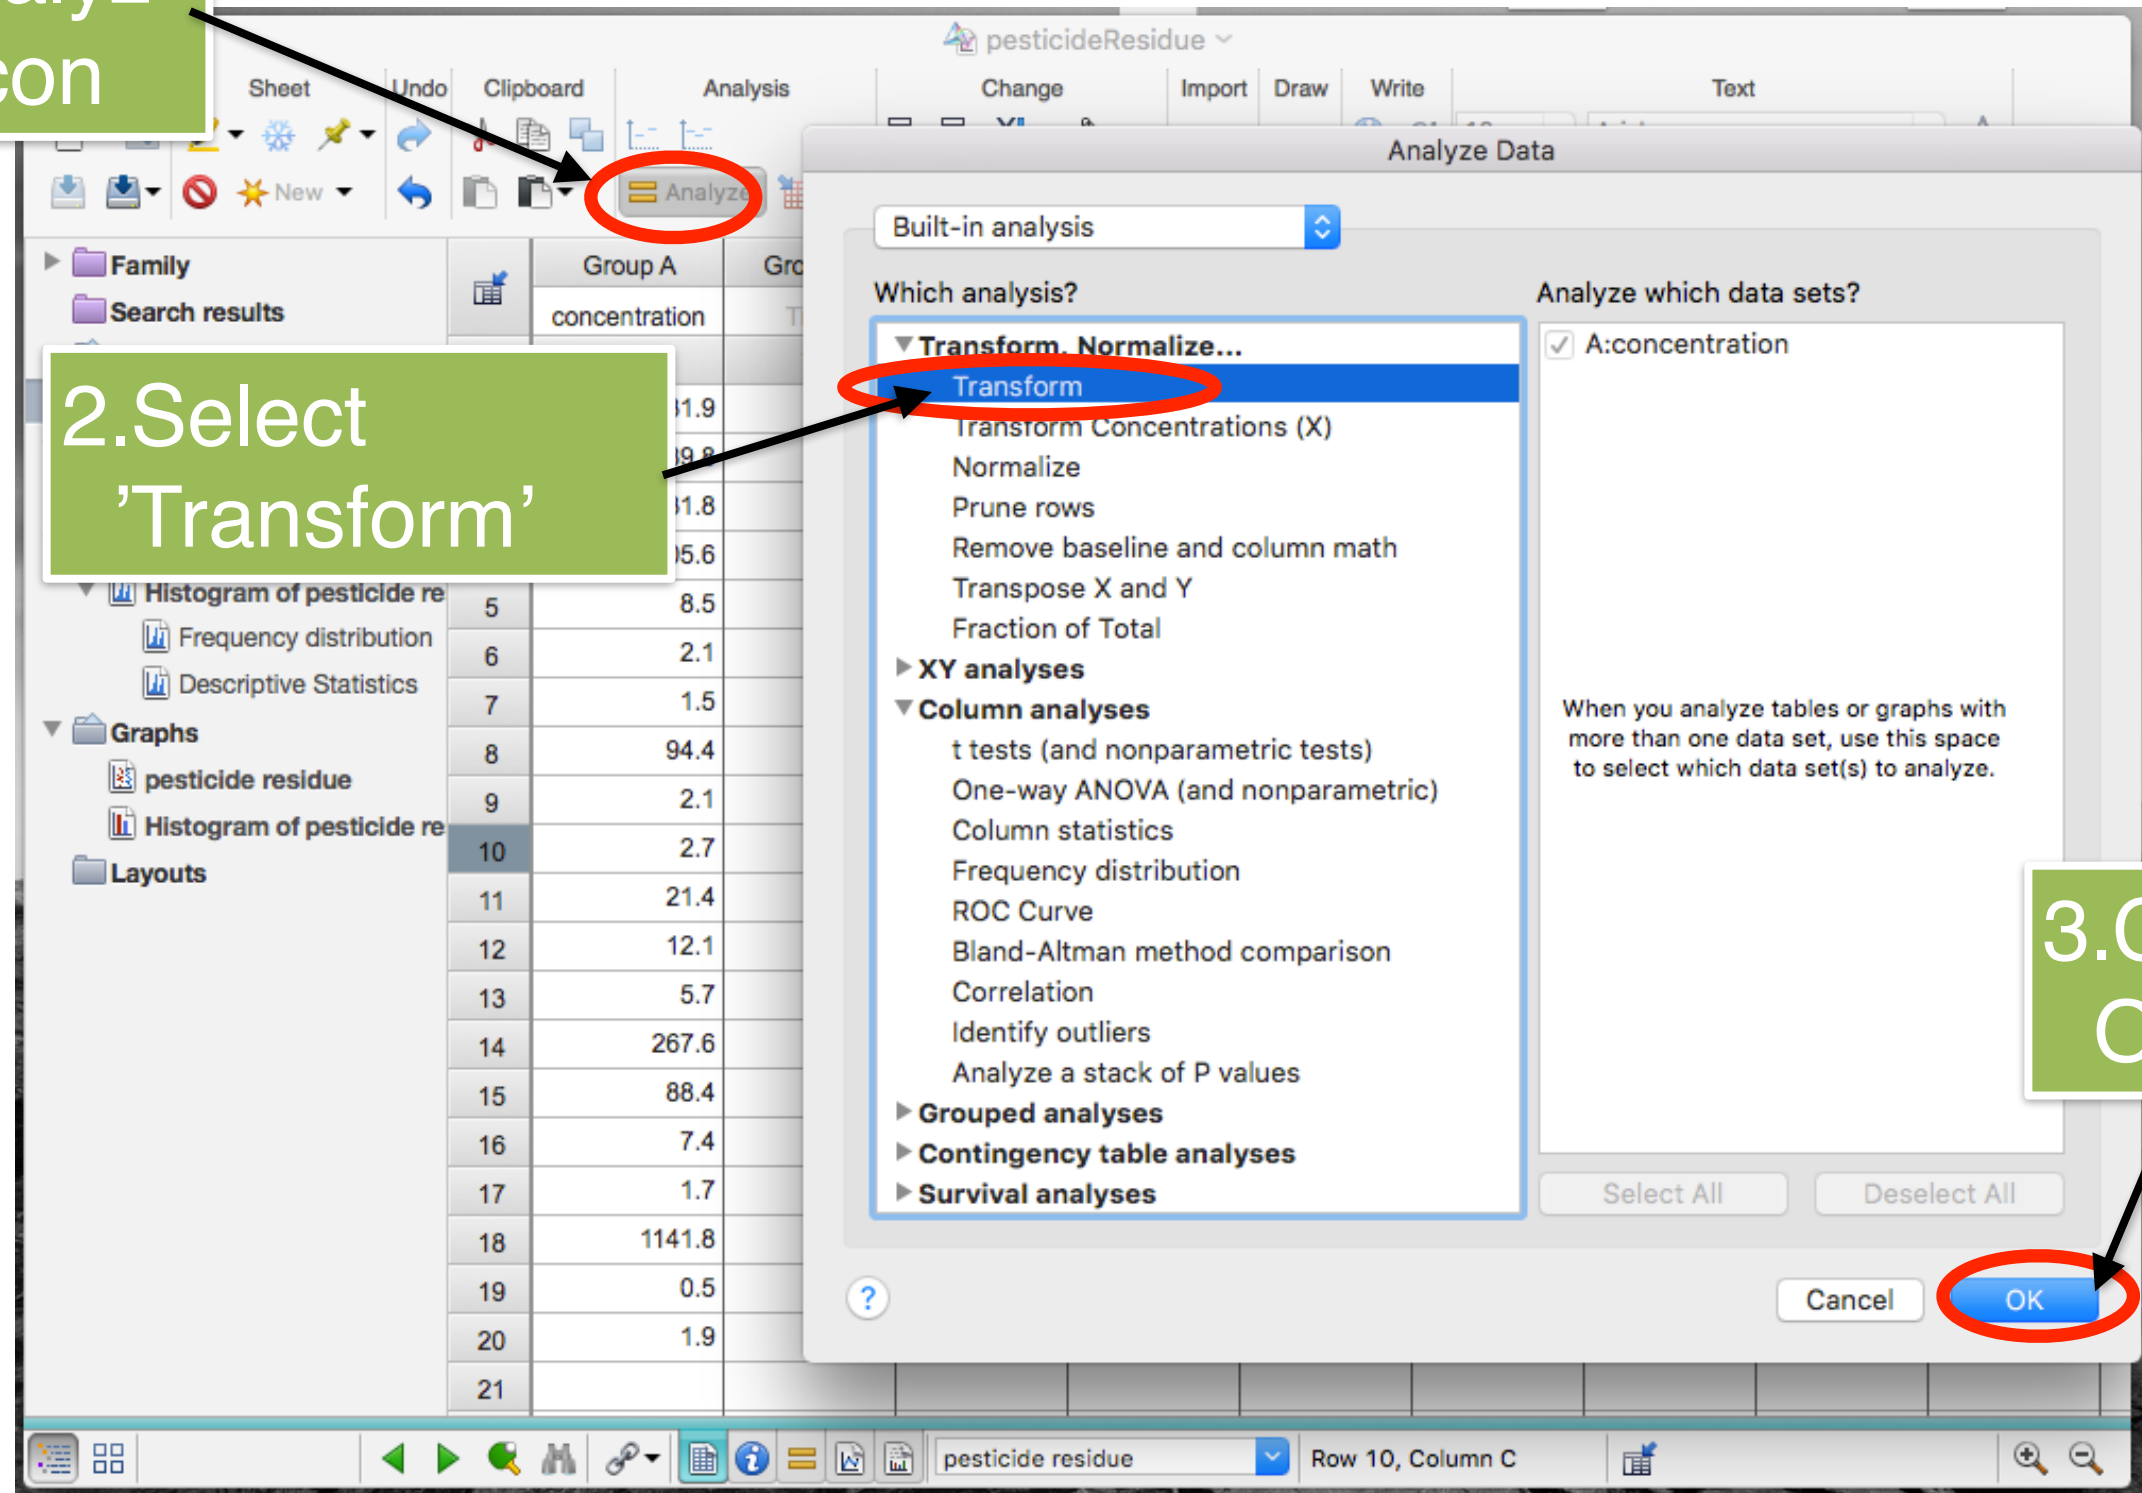 con
pesticideResidue
Sheet Undo Clipboard Analysis Change Import Draw Write Text
New Analyze
Analyze Data
Built-in analysis
Which analysis?
Analyze which data sets?
Family
Search results
Group A
concentration
2.Select
’Transform’
Histogram of pesticide re
Frequency distribution
Descriptive Statistics
Graphs
pesticide residue
Histogram of pesticide re
Layouts
5 8.5
6 2.1
7 1.5
8 94.4
9 2.1
10 2.7
11 21.4
12 12.1
13 5.7
14 267.6
15 88.4
16 7.4
17 1.7
18 1141.8
19 0.5
20 1.9
21
Transform, Normalize...
Transform
Transform Concentrations (X)
Normalize
Prune rows
Remove baseline and column math
Transpose X and Y
Fraction of Total
XY analyses
Column analyses
t tests (and nonparametric tests)
One-way ANOVA (and nonparametric)
Column statistics
Frequency distribution
ROC Curve
Bland-Altman method comparison
Correlation
Identify outliers
Analyze a stack of P values
Grouped analyses
Contingency table analyses
Survival analyses
A:concentration
When you analyze tables or graphs with
more than one data set, use this space
to select which data set(s) to analyze.
3.
Select All Deselect All
? Cancel OK
pesticide residue Row 10, Column C